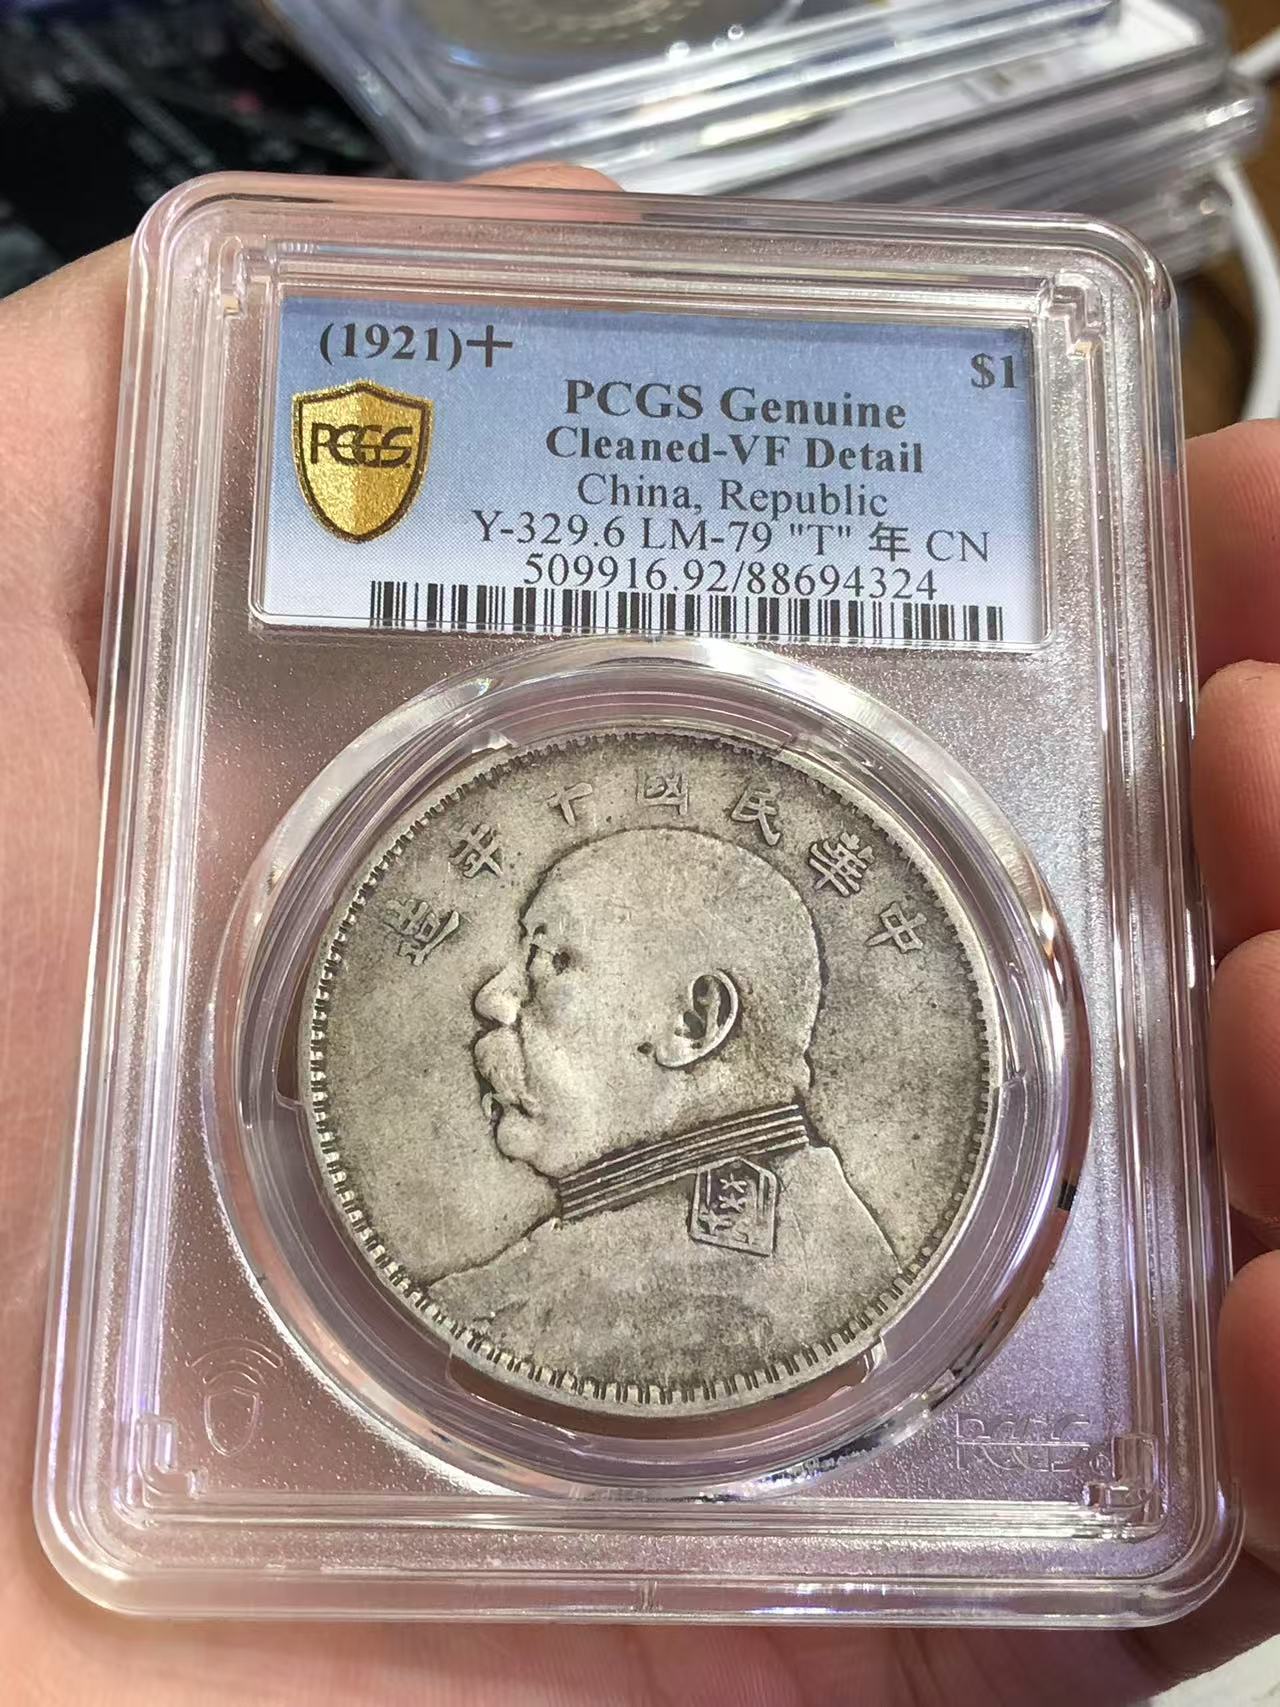 (1921)十
$1
PCGS
PCGS Genuine
Cleaned-VF Detail
China, Republic
Y-329.6 LM-79 "T" 年 CN
509916.92/88694324
中華民國十年造
PCGS